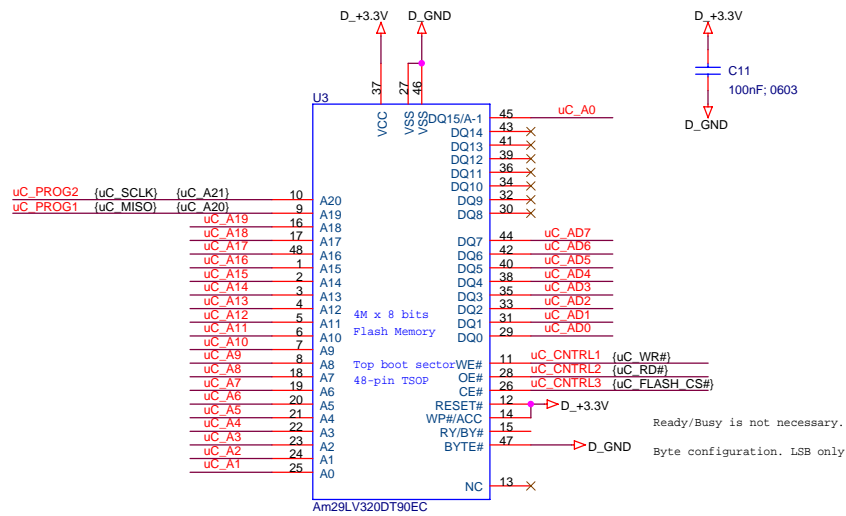 D_+3.3V
D_GND
D_+3.3V
C11
100nF; 0603
D_GND
U3
37
27
46
VCC
VSS
VSS
DQ15/A-1 45 uC_A0
DQ14 43
DQ13 41
DQ12 39
DQ11 36
DQ10 34
DQ9 32
DQ8 30
uC_PROG2 {uC_SCLK} {uC_A21} 10 A20
uC_PROG1 {uC_MISO} {uC_A20} 9 A19
uC_A19 16 A18
uC_A18 17 A17
uC_A17 48 A16
uC_A16 1 A15
uC_A15 2 A14
uC_A14 3 A13
uC_A13 4 A12
uC_A12 5 A11
uC_A11 6 A10
uC_A10 7 A9
uC_A9 8 A8
uC_A8 18 A7
uC_A7 19 A6
uC_A6 20 A5
uC_A5 21 A4
uC_A4 22 A3
uC_A3 23 A2
uC_A2 24 A1
uC_A1 25 A0
DQ7 44 uC_AD7
DQ6 42 uC_AD6
DQ5 40 uC_AD5
DQ4 38 uC_AD4
DQ3 35 uC_AD3
DQ2 33 uC_AD2
DQ1 31 uC_AD1
DQ0 29 uC_AD0
4M x 8 bits
Flash Memory
Top boot sector
48-pin TSOP
WE# 11 uC_CNTRL1 {uC_WR#}
OE# 28 uC_CNTRL2 {uC_RD#}
CE# 26 uC_CNTRL3 {uC_FLASH_CS#}
RESET# 12 D_+3.3V
WP#/ACC 14
RY/BY# 15
BYTE# 47 D_GND
NC 13
Ready/Busy is not necessary.
Byte configuration. LSB only
Am29LV320DT90EC